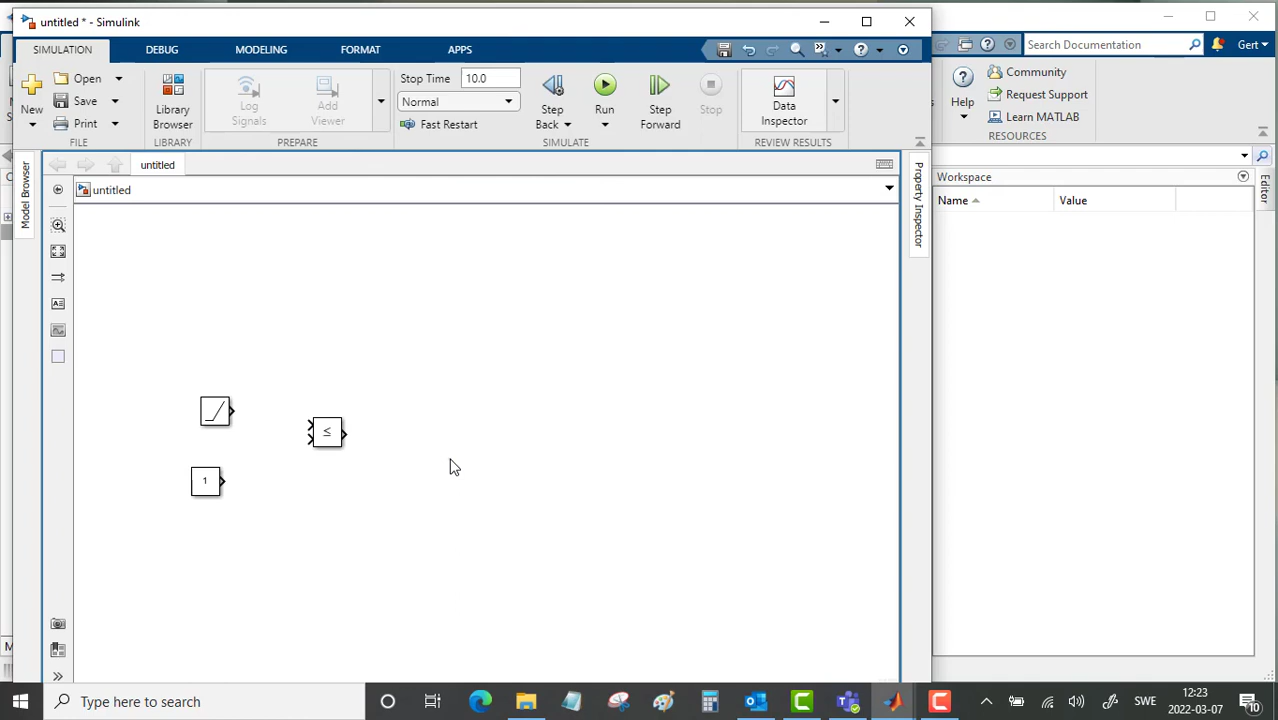 untitled * - Simulink
SIMULATION DEBUG MODELING FORMAT APPS
Search Documentation Gert
New Open Save Print FILE
Library Browser LIBRARY
Log Signals Add Viewer PREPARE
Stop Time 10.0
Normal
Fast Restart
Step Back Run Step Forward Stop
SIMULATE
Data Inspector
REVIEW RESULTS
Help Community
Request Support
Learn MATLAB
RESOURCES
untitled
untitled
Model Browser
Property Inspector
Workspace
Name Value
Editor
≤
1
M
Type here to search
SWE
12:23
2022-03-07
10